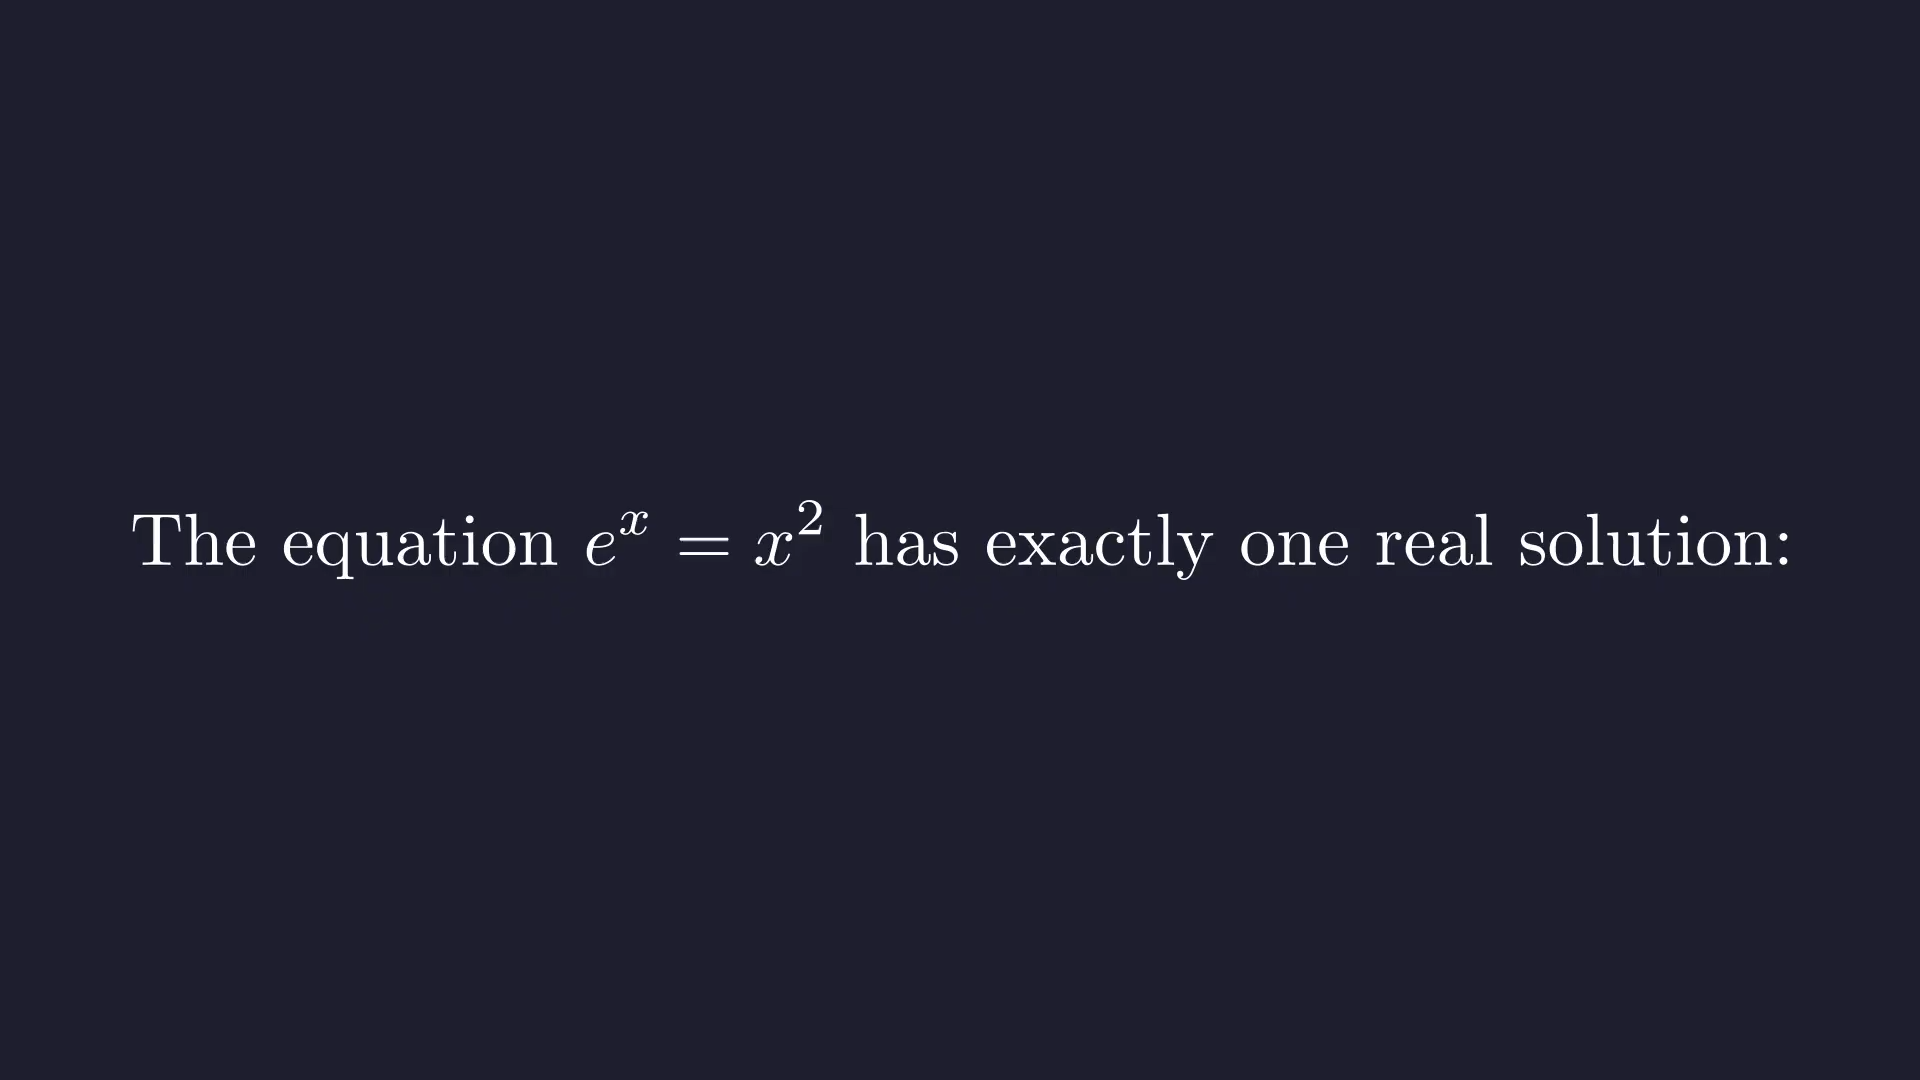 The equation $e^x = x^2$ has exactly one real solution: